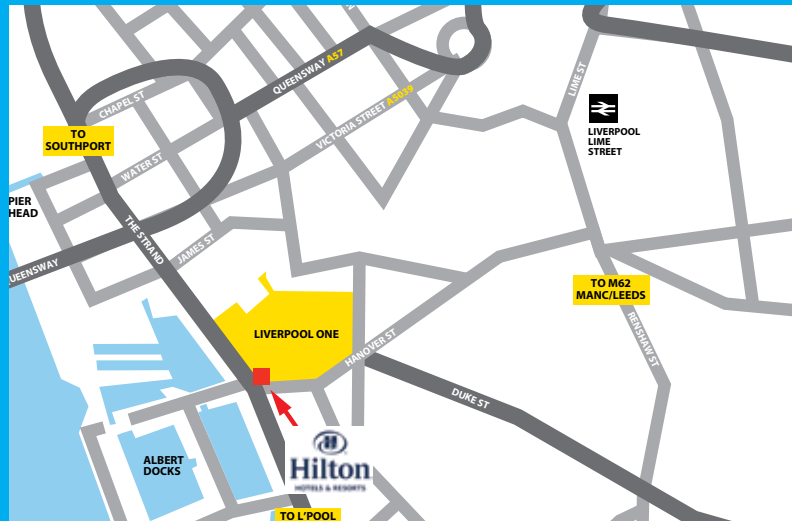 QUEENSWAY A57
CHAPEL ST
LIME ST
VICTORIA STREET A5039
TO
SOUTHPORT
LIVERPOOL
LIME
STREET
WATER ST
PIER
HEAD
THE STRAND
JAMES ST
QUEENSWAY
TO M62
MANC/LEEDS
LIVERPOOL ONE
HANOVER ST
RENSHAW ST
DUKE ST
ALBERT
DOCKS
H
Hilton
HOTELS & RESORTS
TO L'POOL